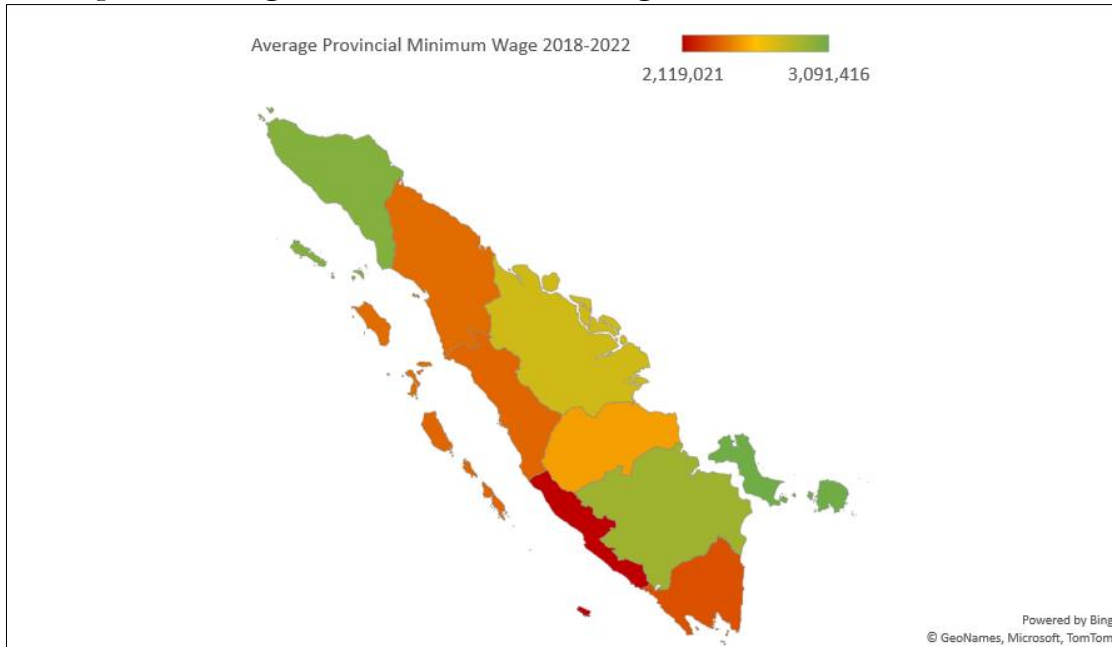 Average Provincial Minimum Wage 2018-2022
2,119,021 3,091,416
Powered by Bing
© GeoNames, Microsoft, TomTom